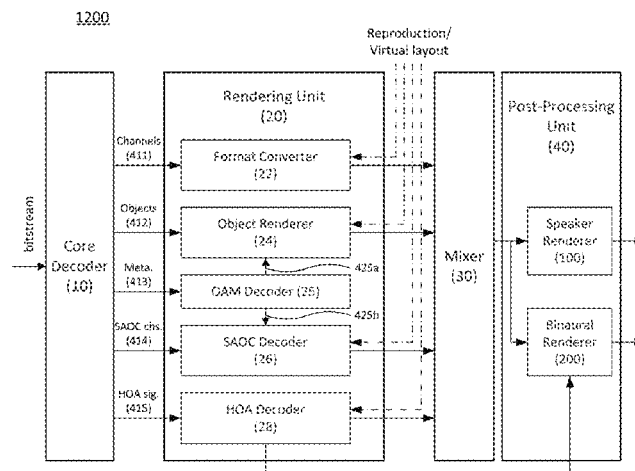 1200
Reproduction/
Virtual layout
Rendering Unit
(20)
Post-Processing
Unit
(40)
Channels
(411)
Format Converter
(22)
Objects
(412)
Object Renderer
(24)
Speaker
Renderer
(100)
bitstream
Core
Decoder
(10)
425a
Mixer
(30)
Meta.
(413)
OAM Decoder (25)
425b
SAOC chs.
(414)
SAOC Decoder
(26)
Binaural
Renderer
(200)
HOA sig.
(415)
HOA Decoder
(28)